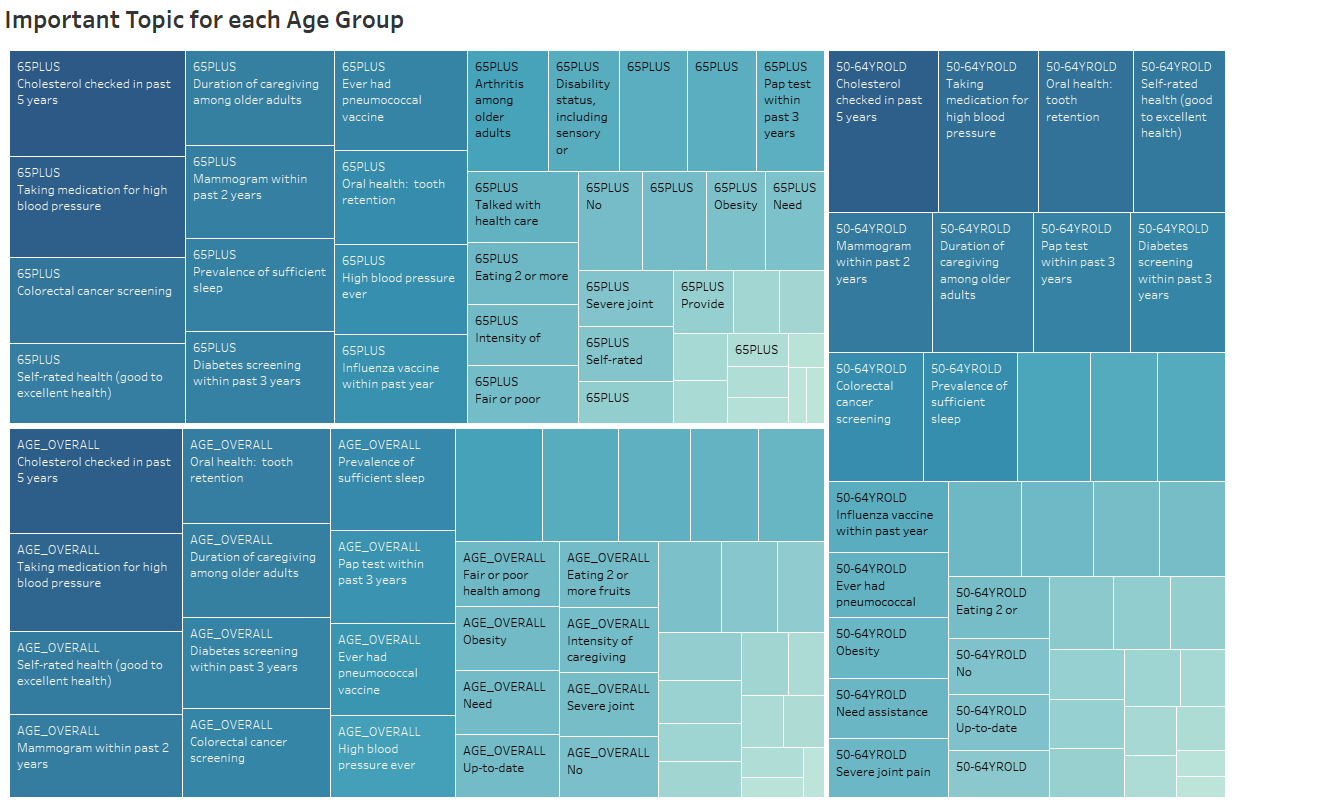 Important Topic for each Age Group
65PLUS
Cholesterol checked in past
5 years
65PLUS
Taking medication for high
blood pressure
65PLUS
Colorectal cancer screening
65PLUS
Self-rated health (good to
excellent health)
65PLUS
Duration of caregiving
among older adults
65PLUS
Mammogram within
past 2 years
65PLUS
Prevalence of sufficient
sleep
65PLUS
Diabetes screening
within past 3 years
65PLUS
Ever had
pneumococcal
vaccine
65PLUS
Oral health:  tooth
retention
65PLUS
High blood pressure
ever
65PLUS
Influenza vaccine
within past year
65PLUS
Arthritis
among
older
adults
65PLUS
Disability
status,
including
sensory
or
65PLUS
65PLUS
65PLUS
Pap test
within
past 3
years
65PLUS
Talked with
health care
65PLUS
Eating 2 or more
65PLUS
Intensity of
65PLUS
Fair or poor
65PLUS
No
65PLUS
65PLUS
Obesity
65PLUS
Need
65PLUS
Severe joint
65PLUS
Self-rated
65PLUS
65PLUS
Provide
65PLUS
AGE_OVERALL
Cholesterol checked in past
5 years
AGE_OVERALL
Taking medication for high
blood pressure
AGE_OVERALL
Self-rated health (good to
excellent health)
AGE_OVERALL
Mammogram within past 2
years
AGE_OVERALL
Oral health:  tooth
retention
AGE_OVERALL
Duration of caregiving
among older adults
AGE_OVERALL
Diabetes screening
within past 3 years
AGE_OVERALL
Colorectal cancer
screening
AGE_OVERALL
Prevalence of
sufficient sleep
AGE_OVERALL
Pap test within
past 3 years
AGE_OVERALL
Ever had
pneumococcal
vaccine
AGE_OVERALL
High blood
pressure ever
AGE_OVERALL
Fair or poor
health among
AGE_OVERALL
Obesity
AGE_OVERALL
Need
AGE_OVERALL
Up-to-date
AGE_OVERALL
Eating 2 or
more fruits
AGE_OVERALL
Intensity of
caregiving
AGE_OVERALL
Severe joint
AGE_OVERALL
No
50-64YROLD
Cholesterol
checked in past
5 years
50-64YROLD
Taking
medication for
high blood
pressure
50-64YROLD
Oral health:
tooth
retention
50-64YROLD
Self-rated
health (good
to excellent
health)
50-64YROLD
Mammogram
within past 2
years
50-64YROLD
Duration of
caregiving
among older
adults
50-64YROLD
Pap test
within past 3
years
50-64YROLD
Diabetes
screening
within past 3
years
50-64YROLD
Colorectal
cancer
screening
50-64YROLD
Prevalence of
sufficient
sleep
50-64YROLD
Influenza vaccine
within past year
50-64YROLD
Ever had
pneumococcal
50-64YROLD
Obesity
50-64YROLD
Need assistance
50-64YROLD
Severe joint pain
50-64YROLD
Eating 2 or
50-64YROLD
No
50-64YROLD
Up-to-date
50-64YROLD